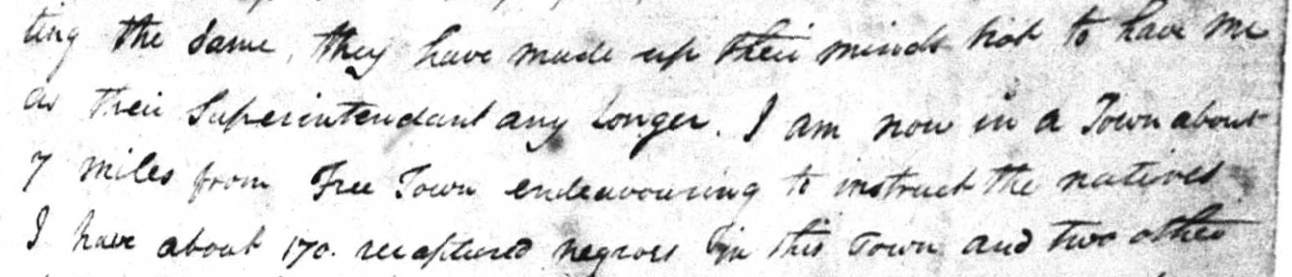 ting the Same, they have made up their minds not to have me
as their Superintendant any longer. I am now in a Town about
7 miles from Free Town endeavouring to instruct the natives
I have about 170. recaptured negroes in this Town and two other